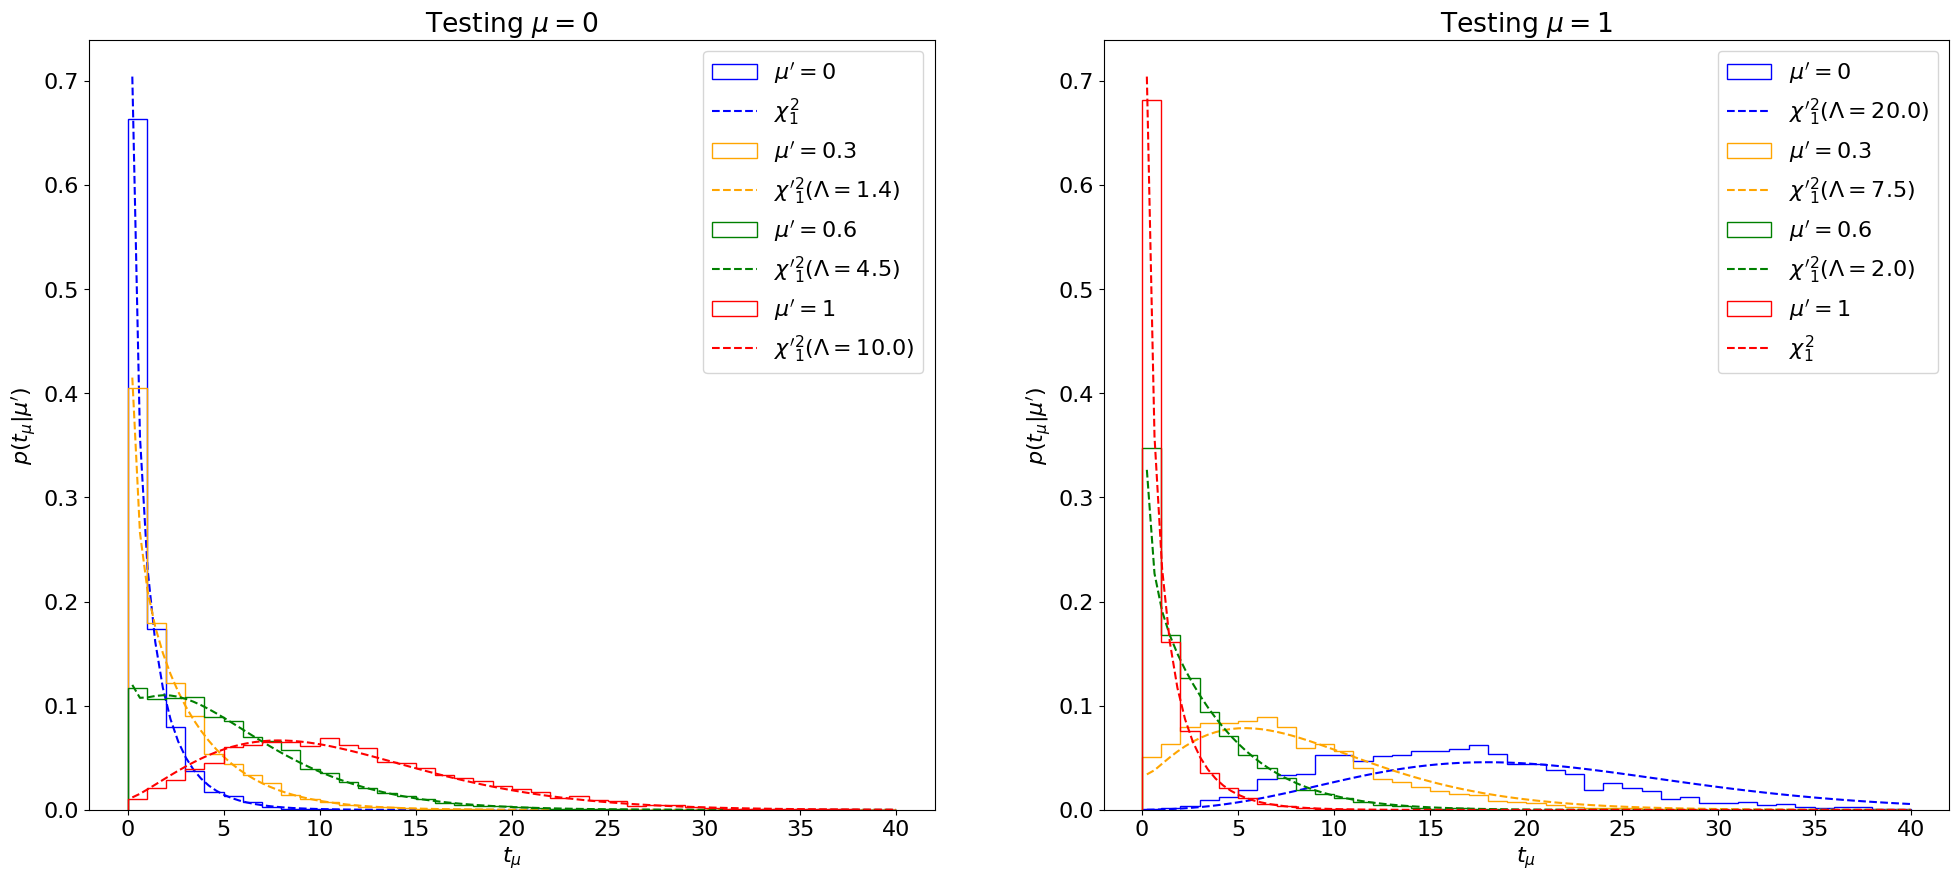 Testing μ = 0
p(t_μ|μ′)
0.7
0.6
0.5
0.4
0.3
0.2
0.1
0.0
μ′ = 0
χ²₁
μ′ = 0.3
χ′²₁(Λ = 1.4)
μ′ = 0.6
χ′²₁(Λ = 4.5)
μ′ = 1
χ′²₁(Λ = 10.0)
0 5 10 15 20 25 30 35 40
t_μ
Testing μ = 1
p(t_μ|μ′)
0.7
0.6
0.5
0.4
0.3
0.2
0.1
0.0
μ′ = 0
χ′²₁(Λ = 20.0)
μ′ = 0.3
χ′²₁(Λ = 7.5)
μ′ = 0.6
χ′²₁(Λ = 2.0)
μ′ = 1
χ²₁
0 5 10 15 20 25 30 35 40
t_μ